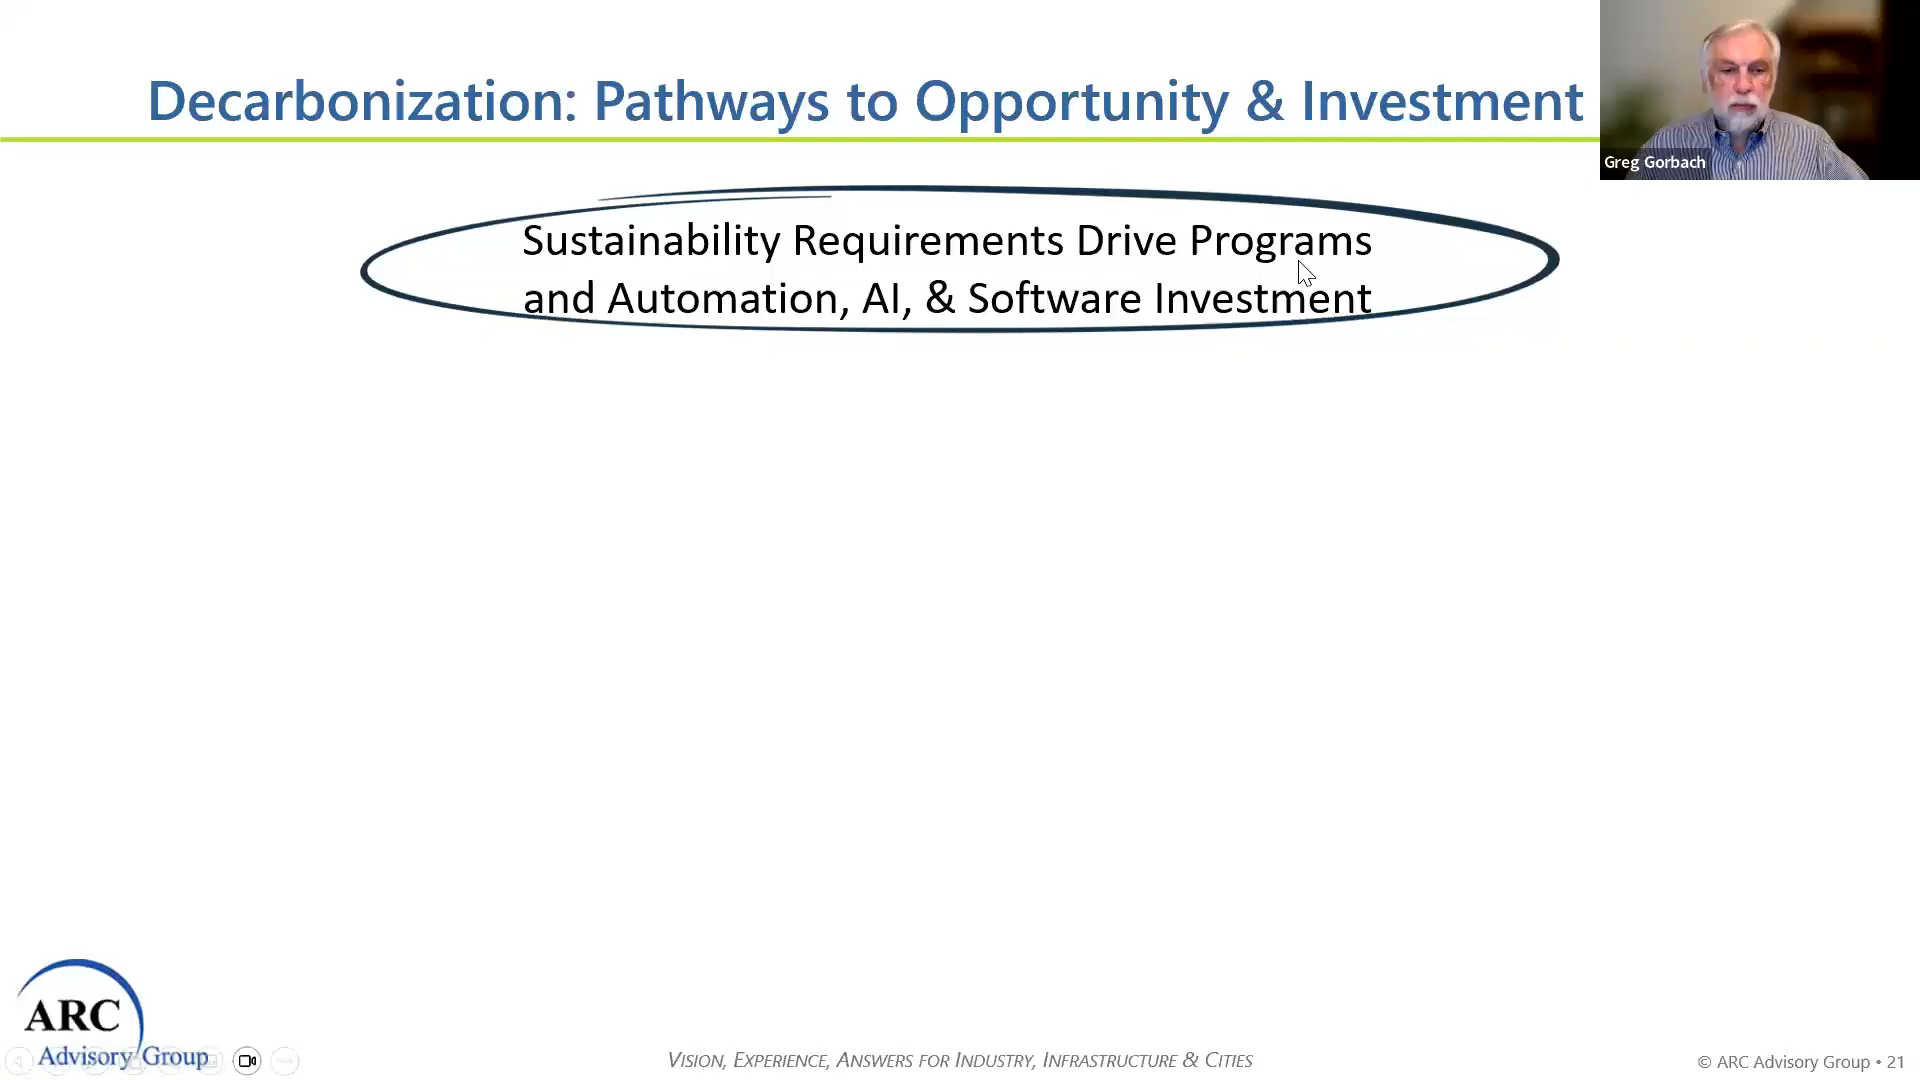 Decarbonization: Pathways to Opportunity & Investment
Greg Gorbach
Sustainability Requirements Drive Programs
and Automation, AI, & Software Investment
ARC
Advisory Group
VISION, EXPERIENCE, ANSWERS FOR INDUSTRY, INFRASTRUCTURE & CITIES
© ARC Advisory Group • 21